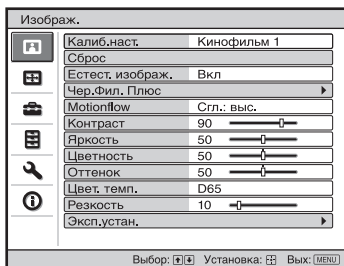 Изображ.
Калиб.наст. Кинофильм 1
Сброс
Естест. изображ. Вкл
Чер.Фил. Плюс
Motionflow Сгл.: выс.
Контраст 90
Яркость 50
Цветность 50
Оттенок 50
Цвет. темп. D65
Резкость 10
Эксп.устан.
Выбор: Установка: Вых: MENU